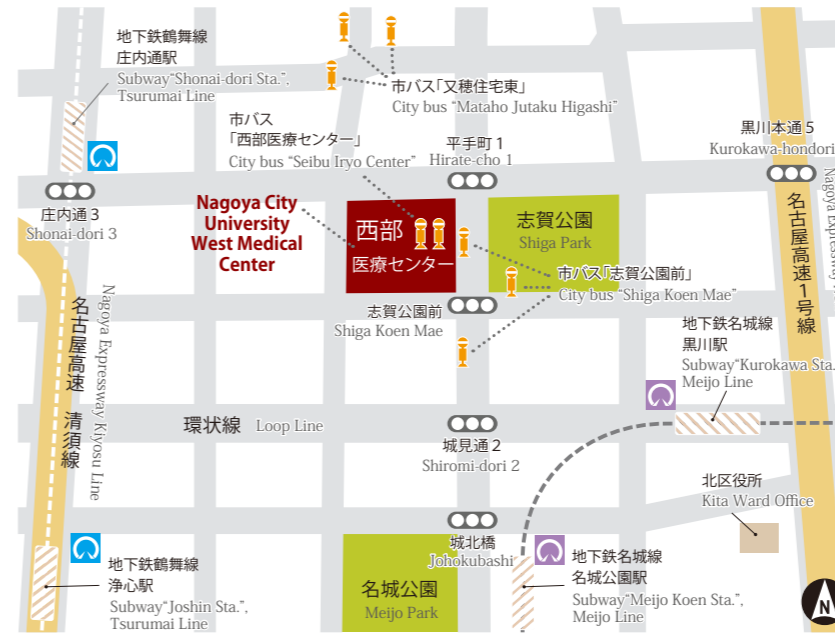 地下鉄鶴舞線
庄内通駅
Subway“Shonai-dori Sta.”,
Tsurumai Line
市バス「又穂住宅東」
City bus “Mataho Jutaku Higashi”
市バス
「西部医療センター」
City bus “Seibu Iryo Center”
平手町 1
Hirate-cho 1
黒川本通 5
Kurokawa-hondori
庄内通 3
Shonai-dori 3
Nagoya City
University
West Medical
Center
西部
医療センター
志賀公園
Shiga Park
市バス「志賀公園前」
City bus “Shiga Koen Mae”
志賀公園前
Shiga Koen Mae
名古屋高速1号線
Nagoya Expressway
名古屋高速 清須線
Nagoya Expressway Kiyosu Line
地下鉄名城線
黒川駅
Subway“Kurokawa Sta.
Meijo Line
環状線 Loop Line
城見通 2
Shiromi-dori 2
北区役所
Kita Ward Office
城北橋
Johokubashi
地下鉄鶴舞線
浄心駅
Subway“Joshin Sta.”,
Tsurumai Line
名城公園
Meijo Park
地下鉄名城線
名城公園駅
Subway“Meijo Koen Sta.”,
Meijo Line
N